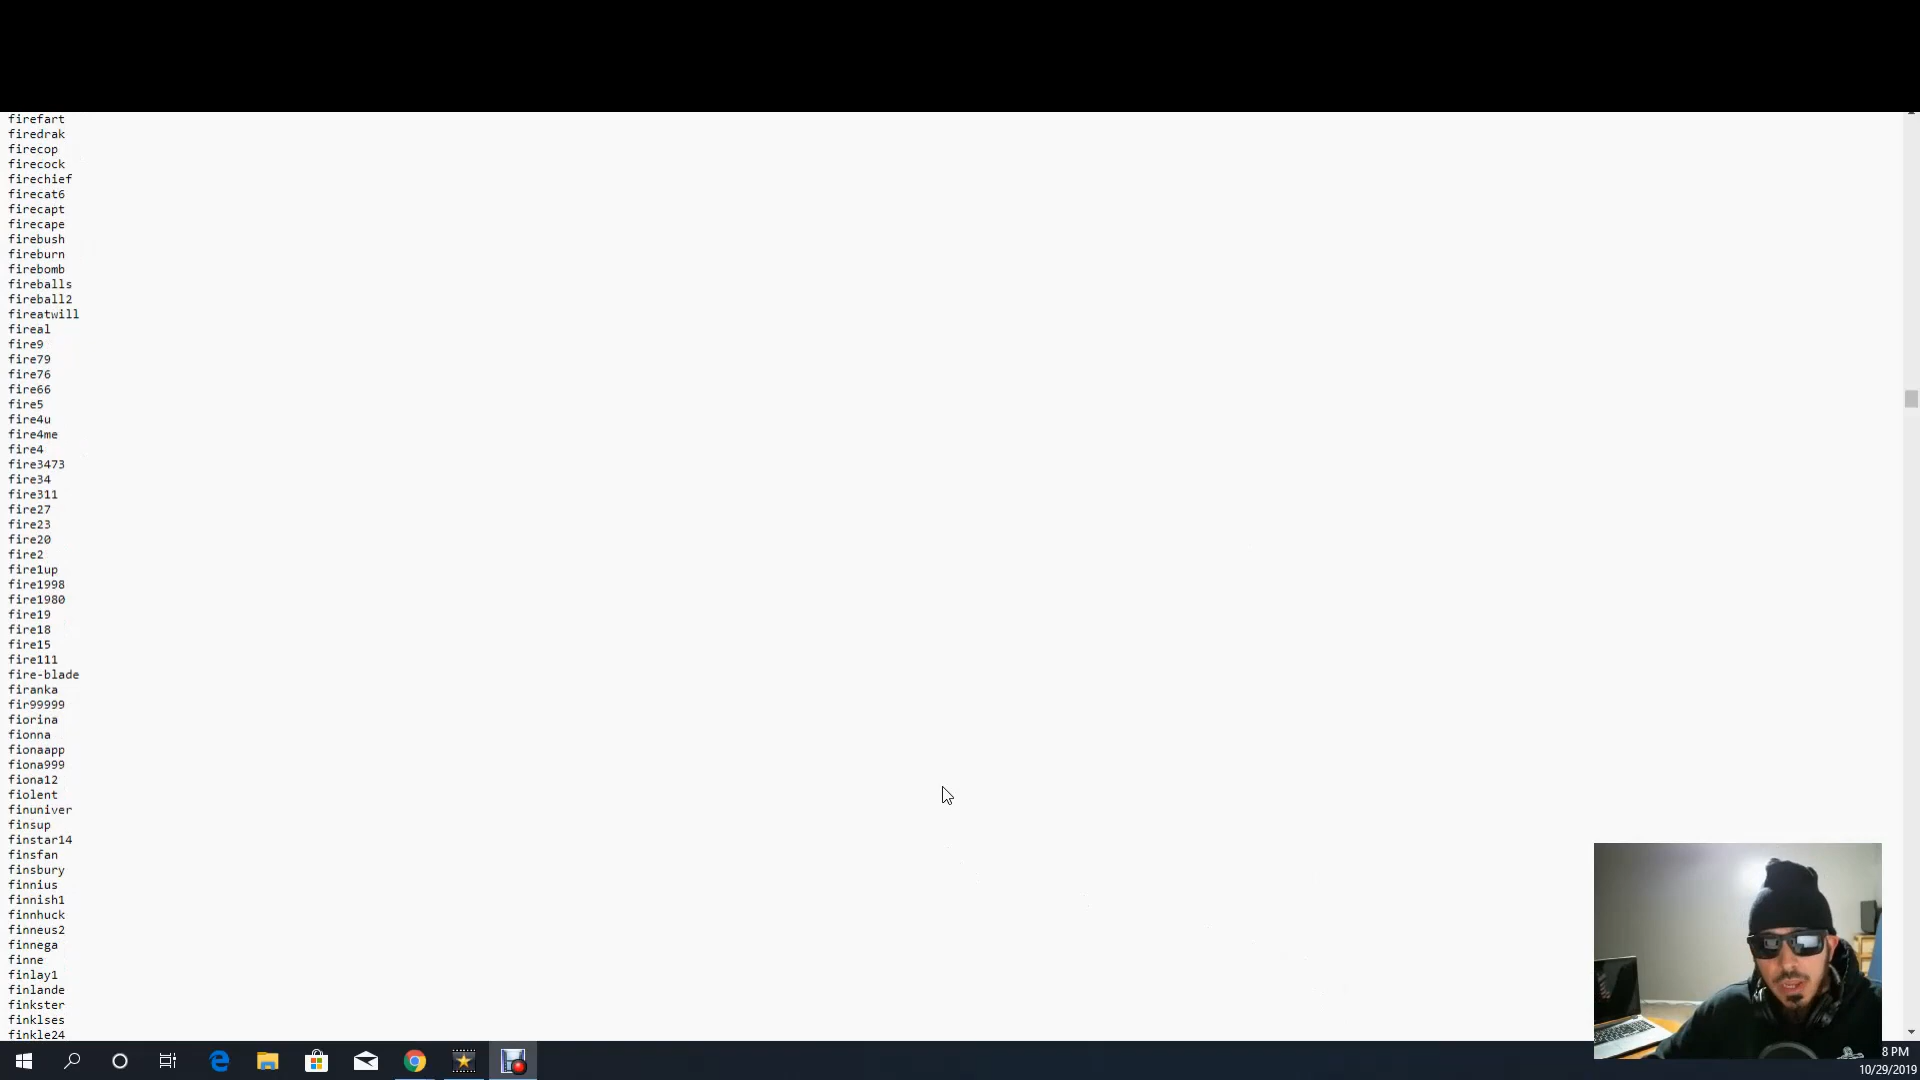 firefart
firedrak
firecop
firecock
firechief
firecat6
firecapt
firecape
firebush
fireburn
firebomb
fireballs
fireball2
fireatwill
fireal
fire9
fire79
fire76
fire66
fire5
fire4u
fire4me
fire4
fire3473
fire34
fire311
fire27
fire23
fire20
fire2
fire1up
fire1998
fire1980
fire19
fire18
fire15
fire111
fire-blade
firanka
fir99999
fiorina
fionna
fionaapp
fiona999
fiona12
fiolent
finuniver
finsup
finstar14
finsfan
finsbury
finnius
finnish1
finnhuck
finneus2
finnega
finne
finlay1
finlande
finkster
finklses
finkle24
8 PM
10/29/2019